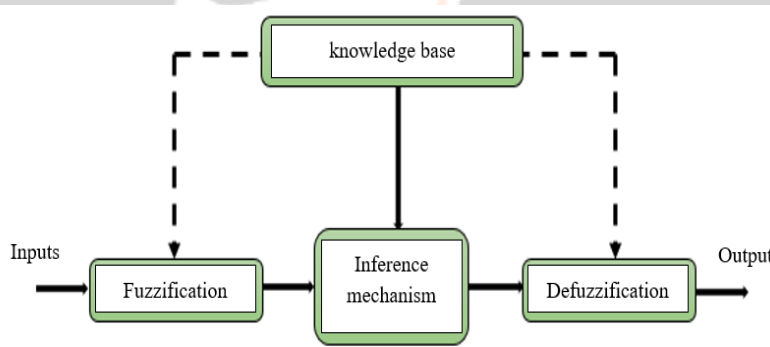 knowledge base
Inputs
Fuzzification
Inference
mechanism
Defuzzification
Output